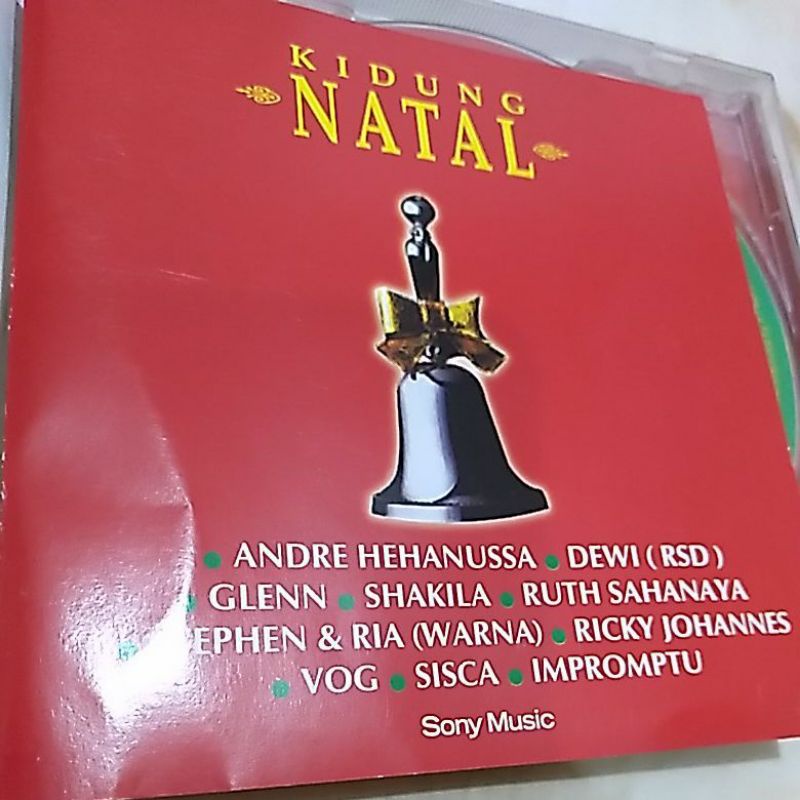 KIDUNG
NATAL
• ANDRE HEHANUSSA • DEWI ( RSD )
• GLENN • SHAKILA • RUTH SAHANAYA
EPHEN & RIA (WARNA) • RICKY JOHANNES
• VOG • SISCA • IMPROMPTU
Sony Music